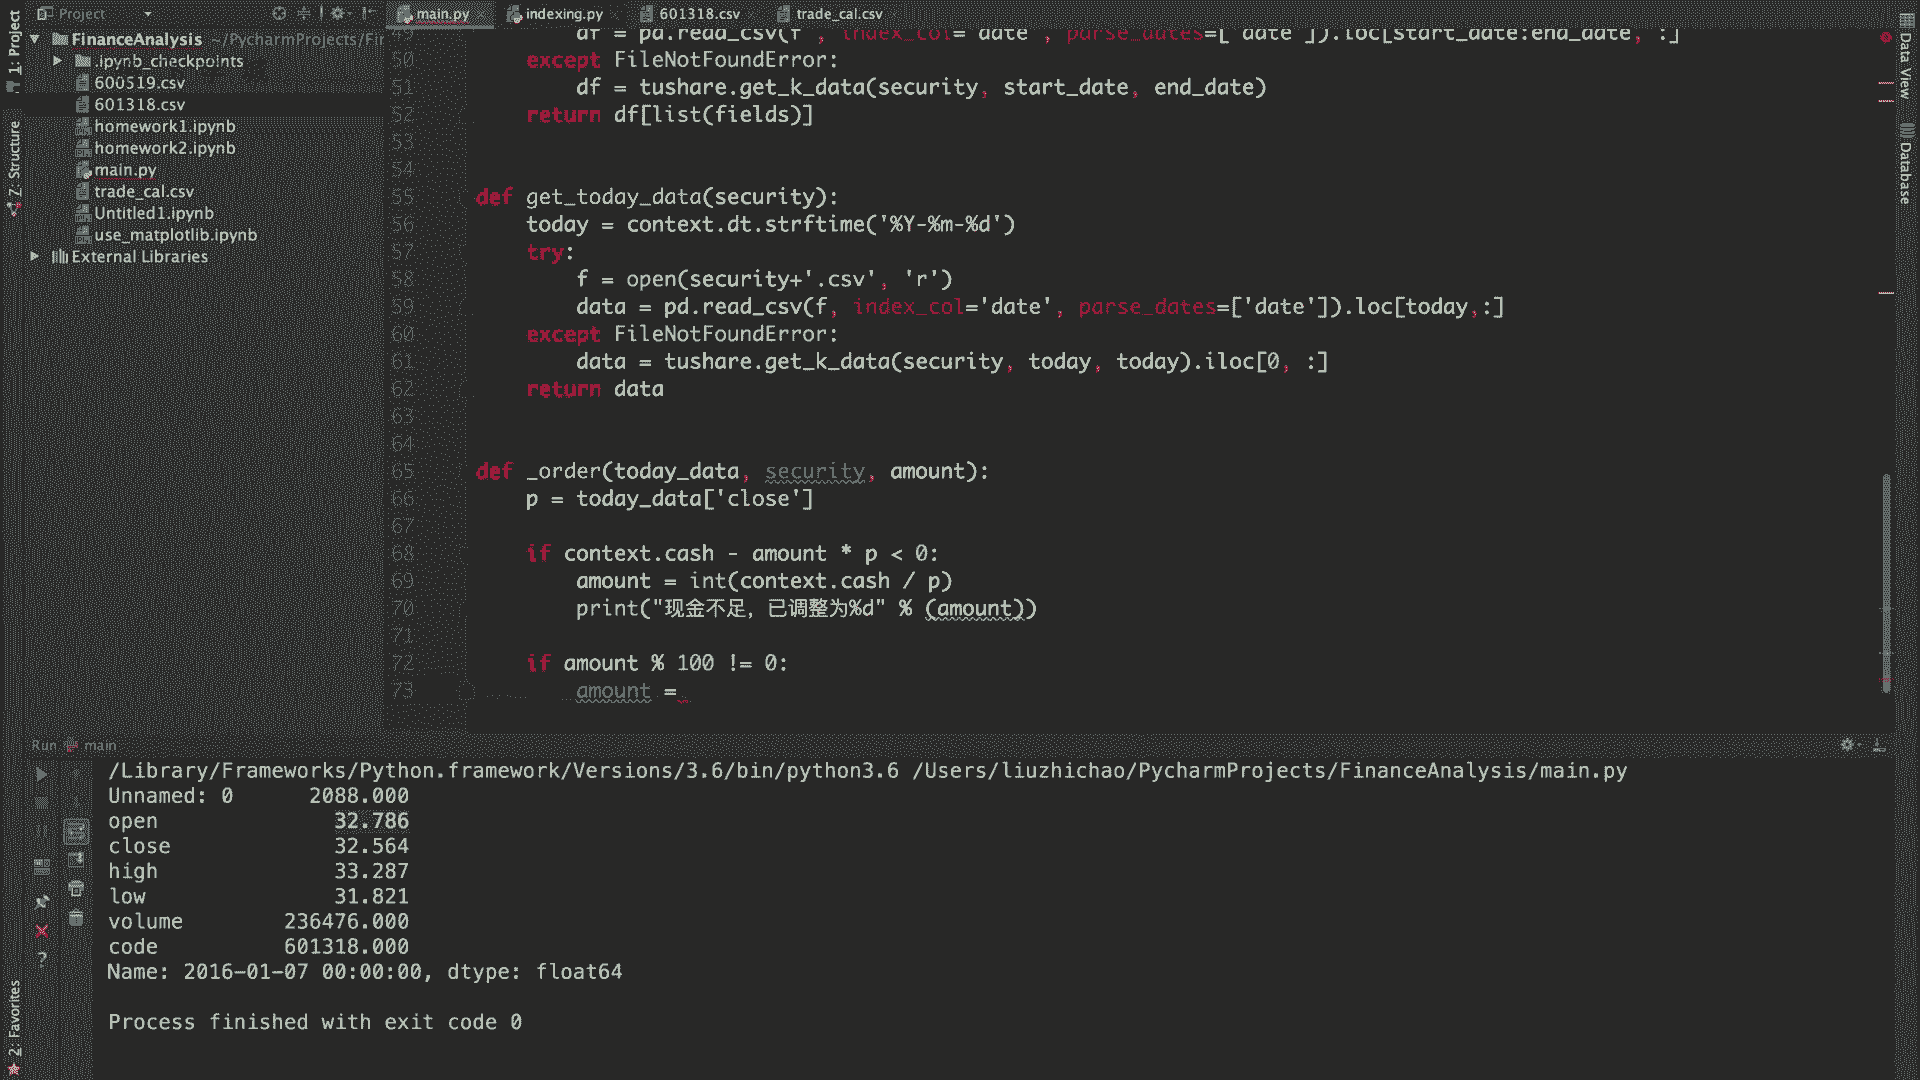 Project
main.py
indexing.py
601318.csv
trade_cal.csv
1: Project
Z: Structure
2: Favorites
Data View
Database
FinanceAnalysis ~/PycharmProjects/Fir
.ipynb_checkpoints
600519.csv
601318.csv
homework1.ipynb
homework2.ipynb
main.py
trade_cal.csv
Untitled1.ipynb
use_matplotlib.ipynb
External Libraries
49 df = pd.read_csv(f , index_col='date', parse_dates=['date']).loc[start_date:end_date, :]
50 except FileNotFoundError:
51 df = tushare.get_k_data(security, start_date, end_date)
52 return df[list(fields)]
53
54
55 def get_today_data(security):
56 today = context.dt.strftime('%Y-%m-%d')
57 try:
58 f = open(security+'.csv', 'r')
59 data = pd.read_csv(f, index_col='date', parse_dates=['date']).loc[today,:]
60 except FileNotFoundError:
61 data = tushare.get_k_data(security, today, today).iloc[0, :]
62 return data
63
64
65 def _order(today_data, security, amount):
66 p = today_data['close']
67
68 if context.cash - amount * p < 0:
69 amount = int(context.cash / p)
70 print("现金不足，已调整为%d" % (amount))
71
72 if amount % 100 != 0:
73 amount =
Run main
/Library/Frameworks/Python.framework/Versions/3.6/bin/python3.6 /Users/liuzhichao/PycharmProjects/FinanceAnalysis/main.py
Unnamed: 0 2088.000
open 32.786
close 32.564
high 33.287
low 31.821
volume 236476.000
code 601318.000
Name: 2016-01-07 00:00:00, dtype: float64
Process finished with exit code 0